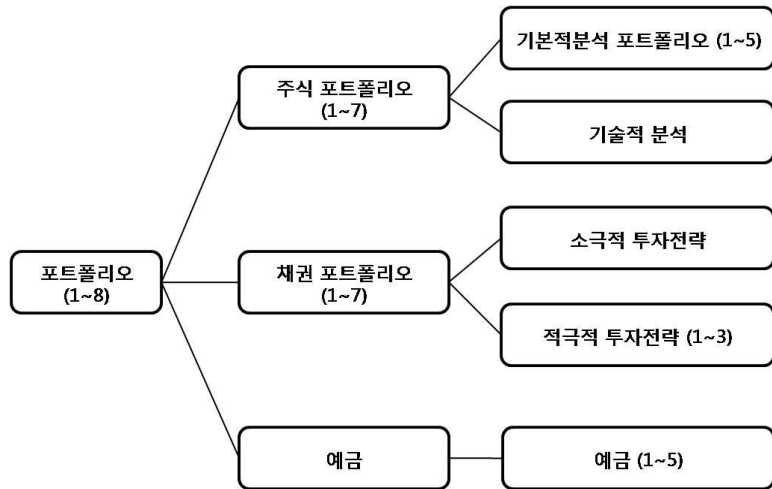 포트폴리오
(1~8)
주식 포트폴리오
(1~7)
기본적분석 포트폴리오 (1~5)
기술적 분석
채권 포트폴리오
(1~7)
소극적 투자전략
적극적 투자전략 (1~3)
예금
예금 (1~5)